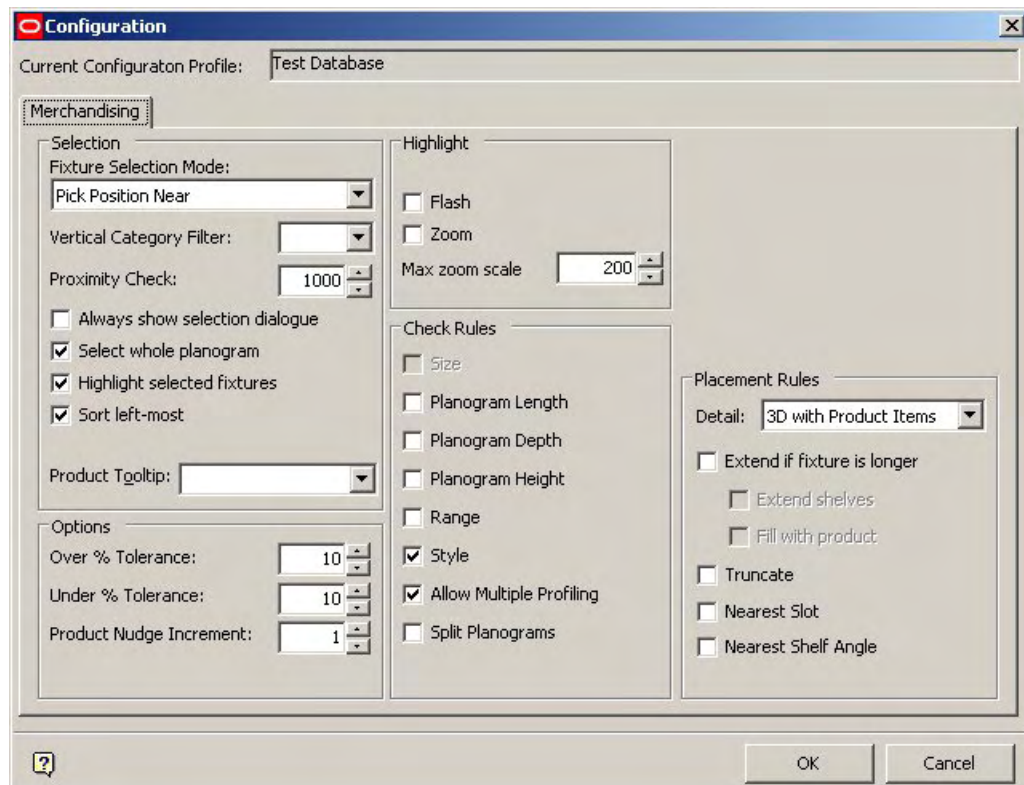 Configuration
Current Configuraton Profile: Test Database
Merchandising
Selection
Fixture Selection Mode:
Pick Position Near
Vertical Category Filter:
Proximity Check: 1000
Always show selection dialogue
Select whole planogram
Highlight selected fixtures
Sort left-most
Product Tooltip:
Options
Over % Tolerance: 10
Under % Tolerance: 10
Product Nudge Increment: 1
Highlight
Flash
Zoom
Max zoom scale 200
Check Rules
Size
Planogram Length
Planogram Depth
Planogram Height
Range
Style
Allow Multiple Profiling
Split Planograms
Placement Rules
Detail: 3D with Product Items
Extend if fixture is longer
Extend shelves
Fill with product
Truncate
Nearest Slot
Nearest Shelf Angle
?
OK Cancel